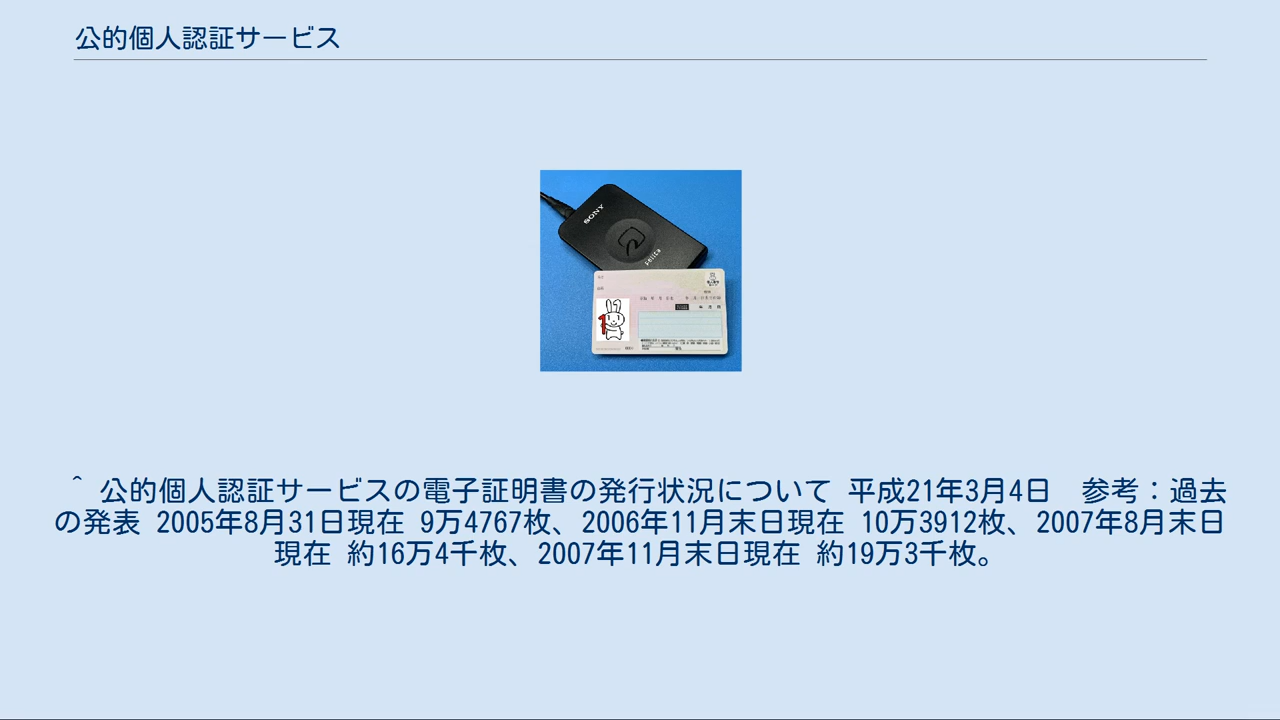 公的個人認証サービス
SONY
FeliCa
^ 公的個人認証サービスの電子証明書の発行状況について 平成21年3月4日　参考：過去
の発表 2005年8月31日現在 9万4767枚、2006年11月末日現在 10万3912枚、2007年8月末日
現在 約16万4千枚、2007年11月末日現在 約19万3千枚。